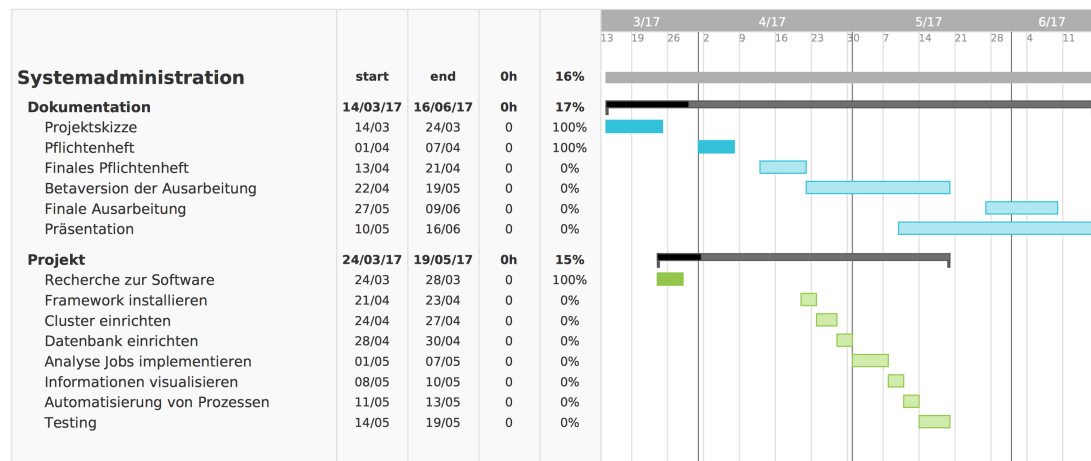 3/17 4/17 5/17 6/17
13 19 26 2 9 16 23 30 7 14 21 28 4 11
Systemadministration start end 0h 16%
Dokumentation 14/03/17 16/06/17 0h 17%
Projektskizze 14/03 24/03 0 100%
Pflichtenheft 01/04 07/04 0 100%
Finales Pflichtenheft 13/04 21/04 0 0%
Betaversion der Ausarbeitung 22/04 19/05 0 0%
Finale Ausarbeitung 27/05 09/06 0 0%
Präsentation 10/05 16/06 0 0%
Projekt 24/03/17 19/05/17 0h 15%
Recherche zur Software 24/03 28/03 0 100%
Framework installieren 21/04 23/04 0 0%
Cluster einrichten 24/04 27/04 0 0%
Datenbank einrichten 28/04 30/04 0 0%
Analyse Jobs implementieren 01/05 07/05 0 0%
Informationen visualisieren 08/05 10/05 0 0%
Automatisierung von Prozessen 11/05 13/05 0 0%
Testing 14/05 19/05 0 0%